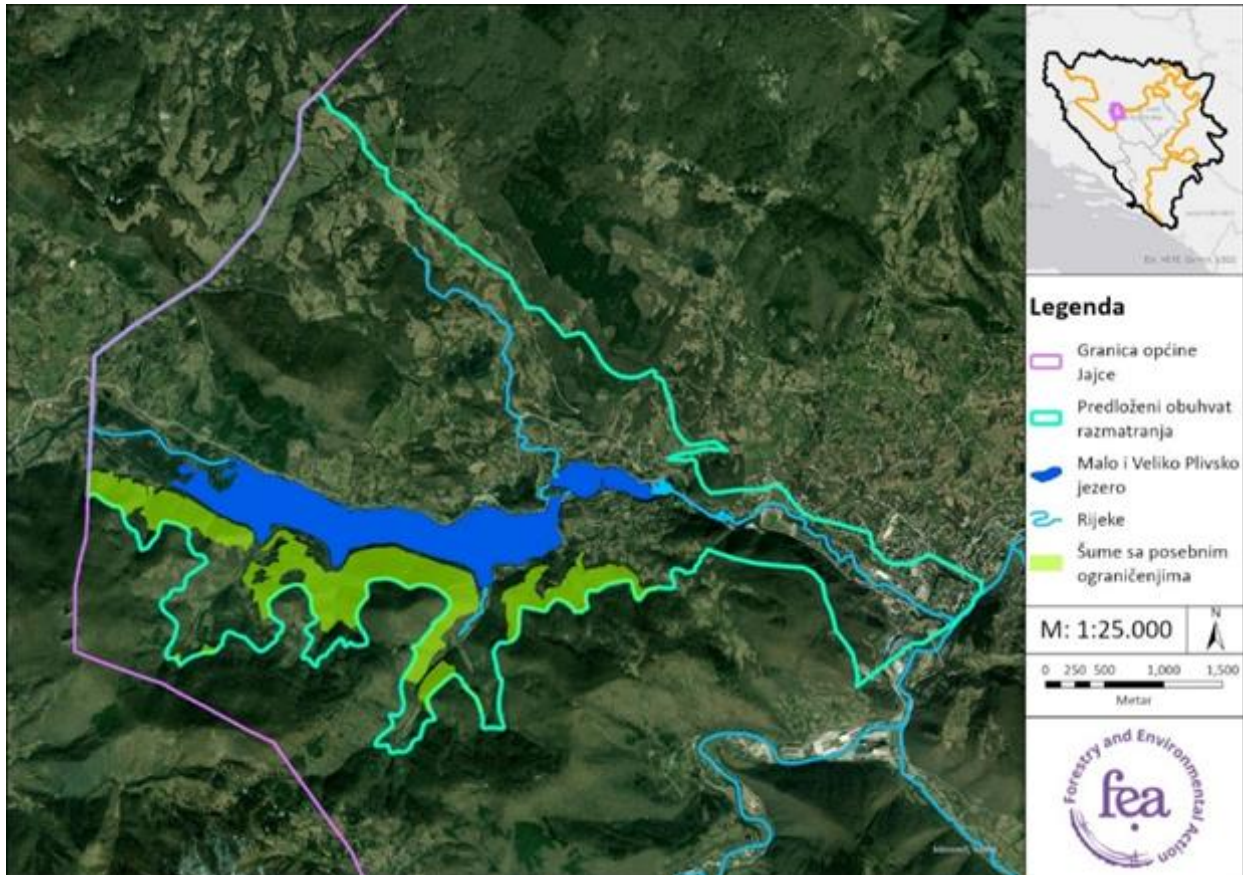 Legenda
Granica općine
Jajce
Predloženi obuhvat
razmatranja
Malo i Veliko Plivsko
jezero
Rijeke
Šume sa posebnim
ograničenjima
M: 1:25.000
N
0 250 500 1,000 1,500
Metar
Forestry and Environmental Action
fea